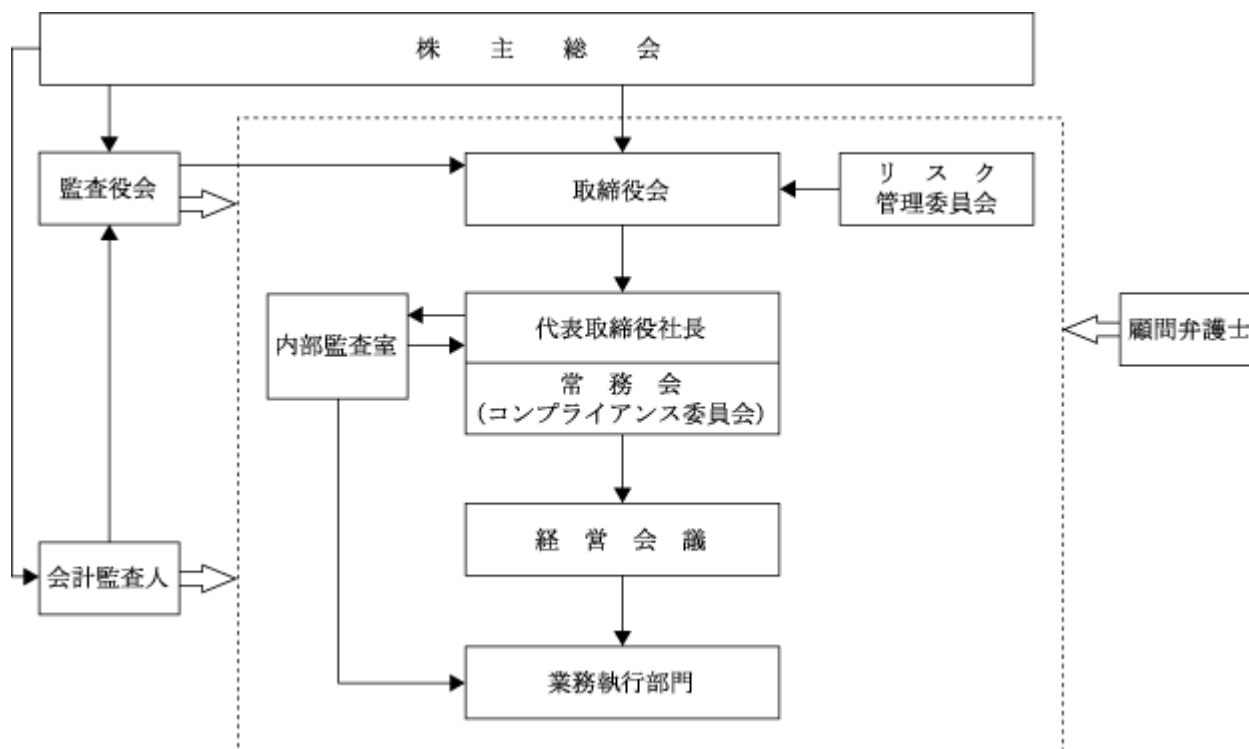 株主総会
監査役会
取締役会
リスク
管理委員会
内部監査室
代表取締役社長
常務会
(コンプライアンス委員会)
顧問弁護士
経営会議
会計監査人
業務執行部門